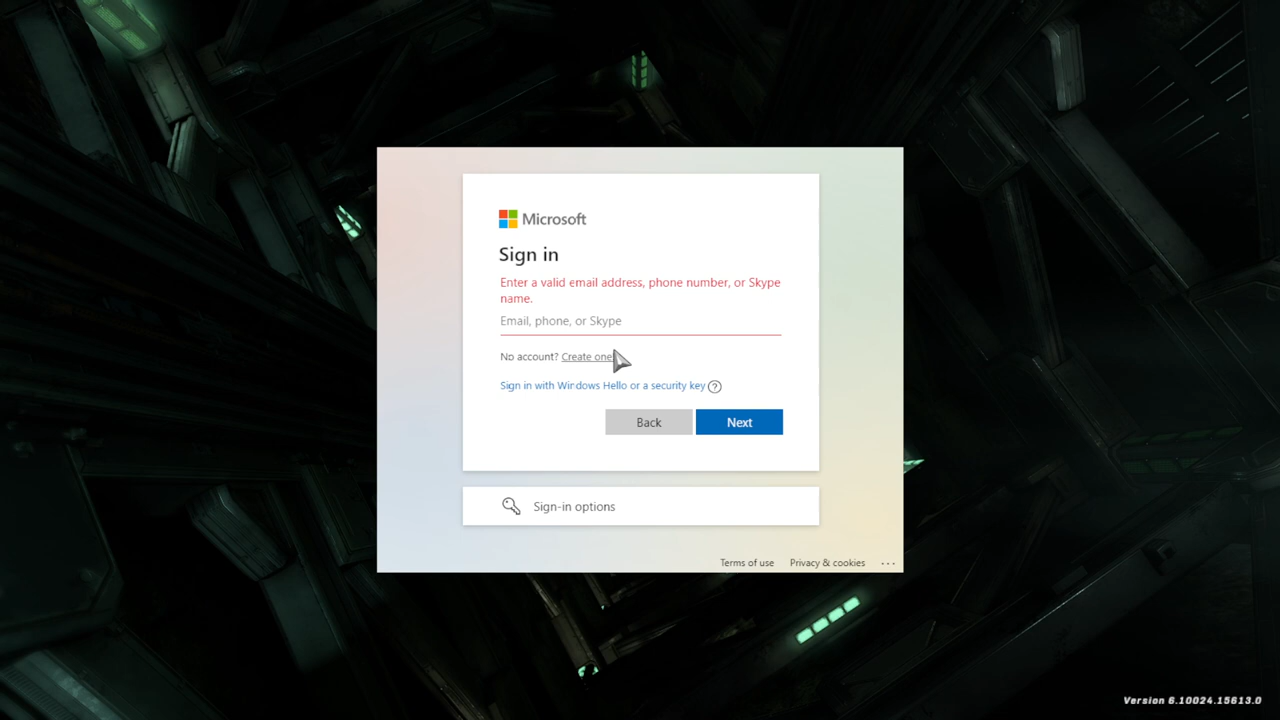 Microsoft
Sign in
Enter a valid email address, phone number, or Skype
name.
Email, phone, or Skype
No account? Create one!
Sign in with Windows Hello or a security key ?
Back
Next
Sign-in options
Terms of use
Privacy & cookies
...
Version 6.10024.15613.0